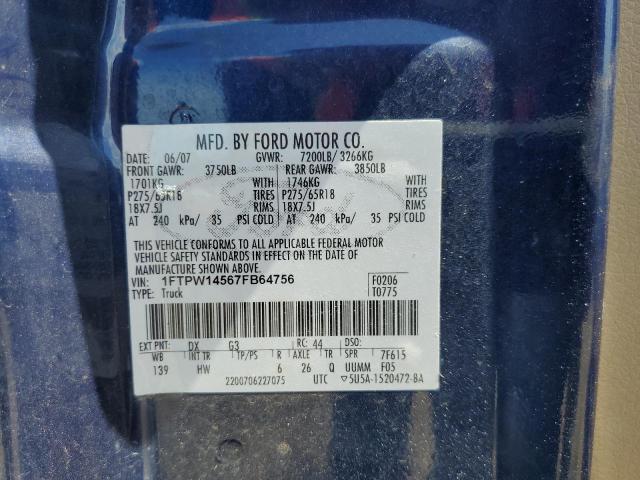 MFD. BY FORD MOTOR CO.
DATE: 06/07 GVWR: 7200LB/ 3266KG
FRONT GAWR: 3750LB REAR GAWR: 3850LB
1701KG WITH 1746KG WITH
P275/65R18 TIRES P275/65R18 TIRES
18X7.5J RIMS 18X7.5J RIMS
AT 240 kPa/ 35 PSI COLD AT 240 kPa/ 35 PSI COLD
THIS VEHICLE CONFORMS TO ALL APPLICABLE FEDERAL MOTOR
VEHICLE SAFETY STANDARDS IN EFFECT ON THE DATE OF
MANUFACTURE SHOWN ABOVE.
VIN: 1FTPW14567FB64756 F0206
TYPE: Truck T0775
EXT PNT: DX G3 RC: 44 DSO:
WB INT TR TP/PS R AXLE TR SPR 7F615
139 HW 6 26 Q UUMM F05
2200706227075 UTC ▽5U5A-1520472-BA
Ford